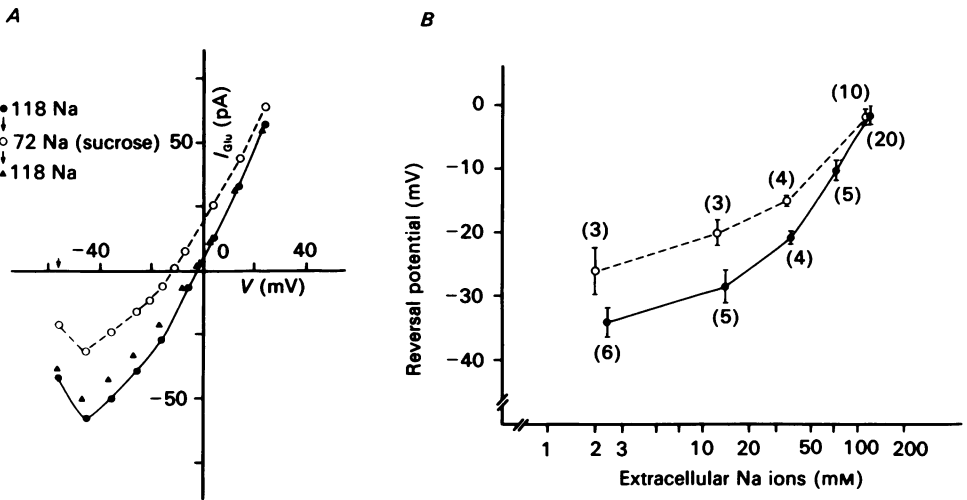 A
118 Na
72 Na (sucrose)
118 Na
I Glu (pA)
50
−40
0
40
V (mV)
−50
B
Reversal potential (mV)
0
−10
−20
−30
−40
(10)
(20)
(4)
(5)
(3)
(4)
(3)
(5)
(6)
1 2 3 10 20 50 100 200
Extracellular Na ions (mM)